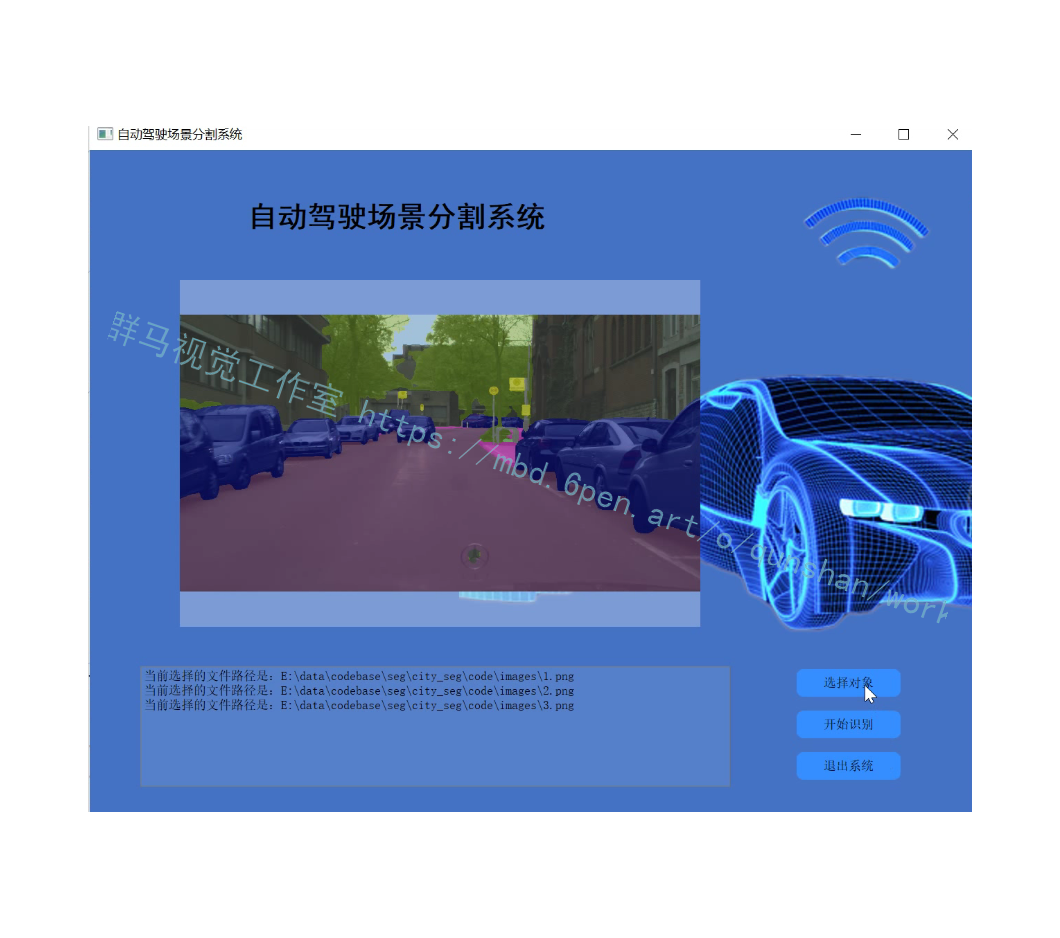 自动驾驶场景分割系统
自动驾驶场景分割系统
群马视觉工作室 https://mbd.6pen.art/o/qunshan/work
当前选择的文件路径是：E:\data\codebase\seg\city_seg\code\images\1.png
当前选择的文件路径是：E:\data\codebase\seg\city_seg\code\images\2.png
当前选择的文件路径是：E:\data\codebase\seg\city_seg\code\images\3.png
选择对象
开始识别
退出系统